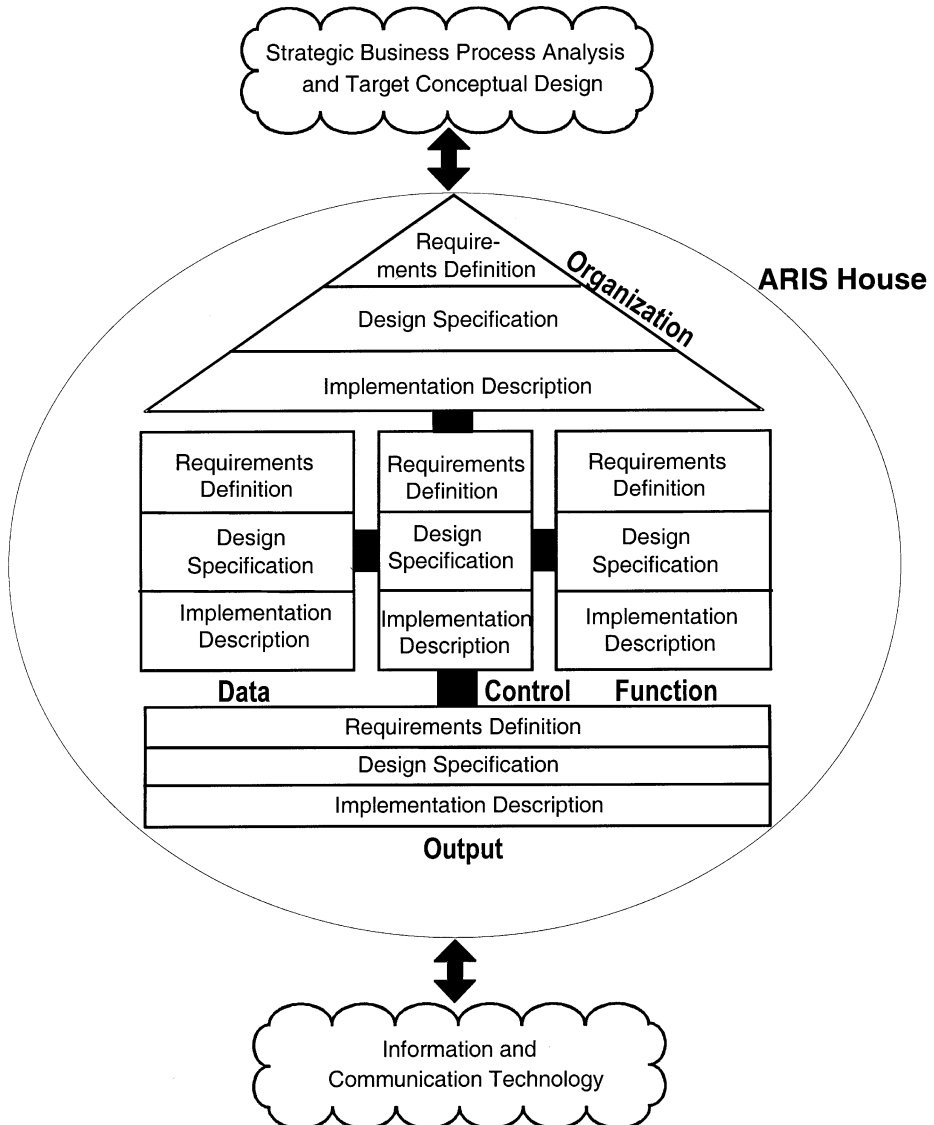 Strategic Business Process Analysis
and Target Conceptual Design
ARIS House
Organization
Require-
ments Definition
Design Specification
Implementation Description
Requirements
Definition
Design
Specification
Implementation
Description
Data
Requirements
Definition
Design
Specification
Implementation
Description
Control
Requirements
Definition
Design
Specification
Implementation
Description
Function
Requirements Definition
Design Specification
Implementation Description
Output
Information and
Communication Technology